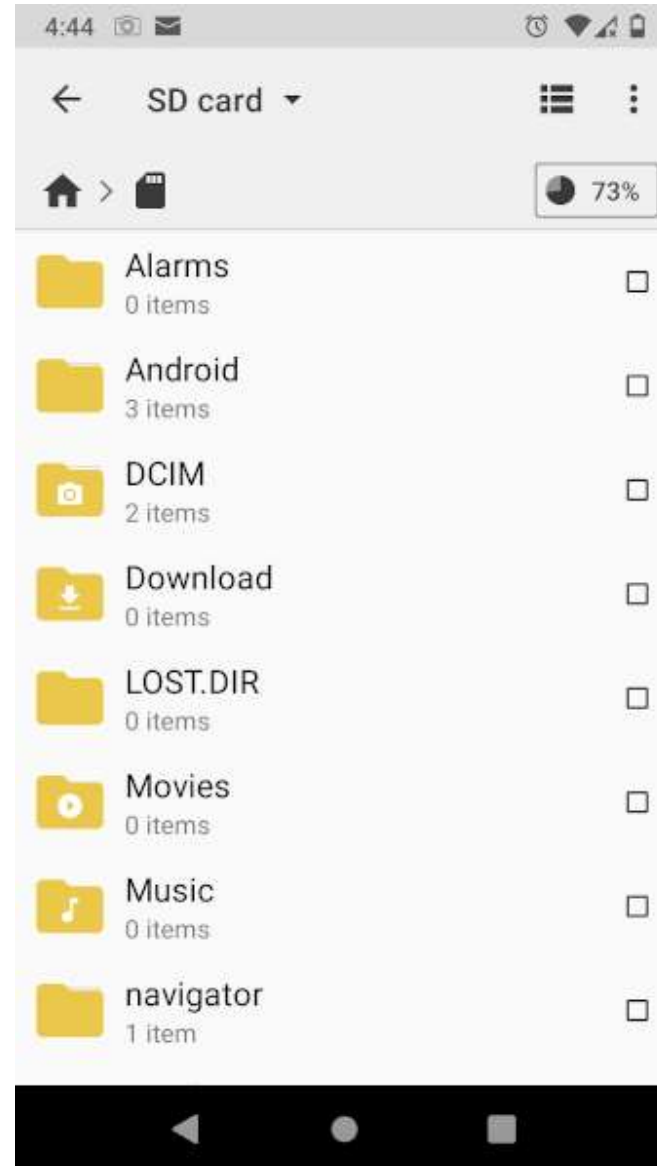 4:44
SD card
73%
Alarms
0 items
Android
3 items
DCIM
2 items
Download
0 items
LOST.DIR
0 items
Movies
0 items
Music
0 items
navigator
1 item